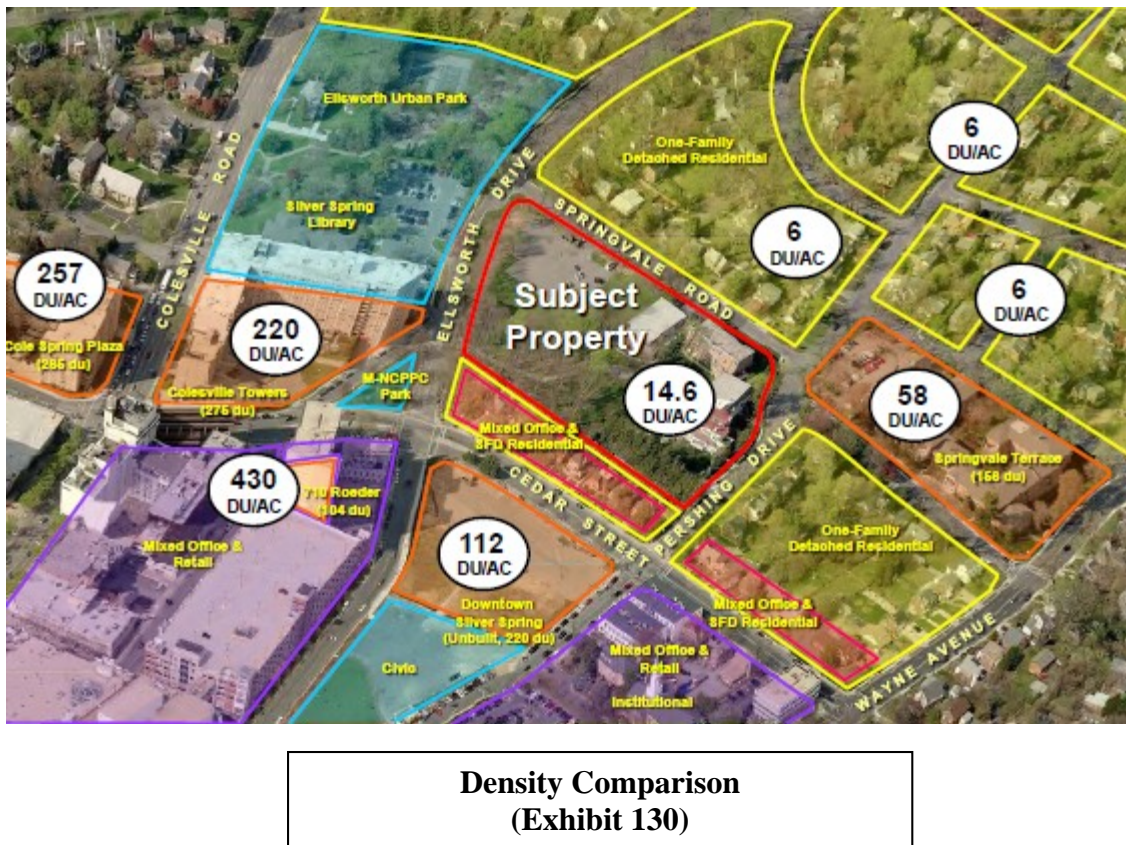 Ellsworth Urban Park
COLESVILLE ROAD
Silver Spring
Library
ELLSWORTH DRIVE
One-Family
Detached Residential
6
DU/AC
SPRINGVALE ROAD
6
DU/AC
6
DU/AC
257
DU/AC
Cole Spring Plaza
(286 du)
220
DU/AC
Colesville Towers
(276 du)
M-NCPPC
Park
Subject
Property
14.6
DU/AC
58
DU/AC
Springvale Terrace
(158 du)
Mixed Office &
SFD Residential
CEDAR STREET
PERSHING DRIVE
One-Family
Detached Residential
430
DU/AC
710 Roeder
(104 du)
Mixed Office &
Retail
112
DU/AC
Downtown
Silver Spring
(Unbuilt, 220 du)
Civic
Mixed Office &
Retail
Institutional
Mixed Office &
SFD Residential
WAYNE AVENUE
Density Comparison
(Exhibit 130)